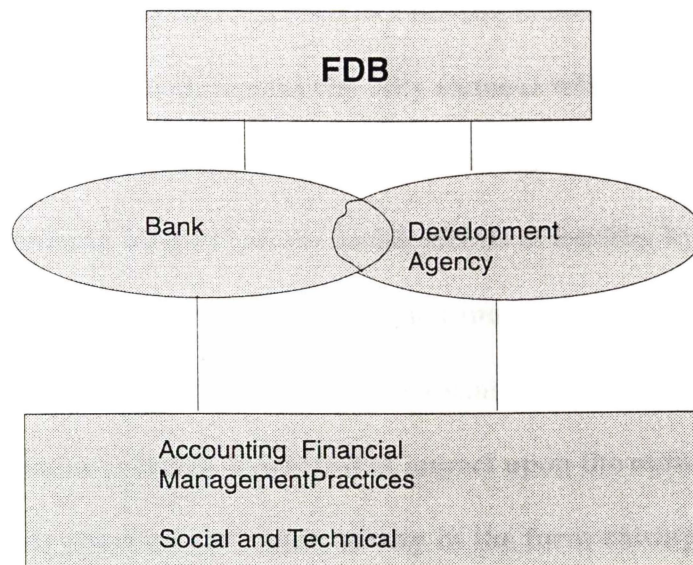 FDB
Bank
Development
Agency
Accounting Financial
ManagementPractices
Social and Technical